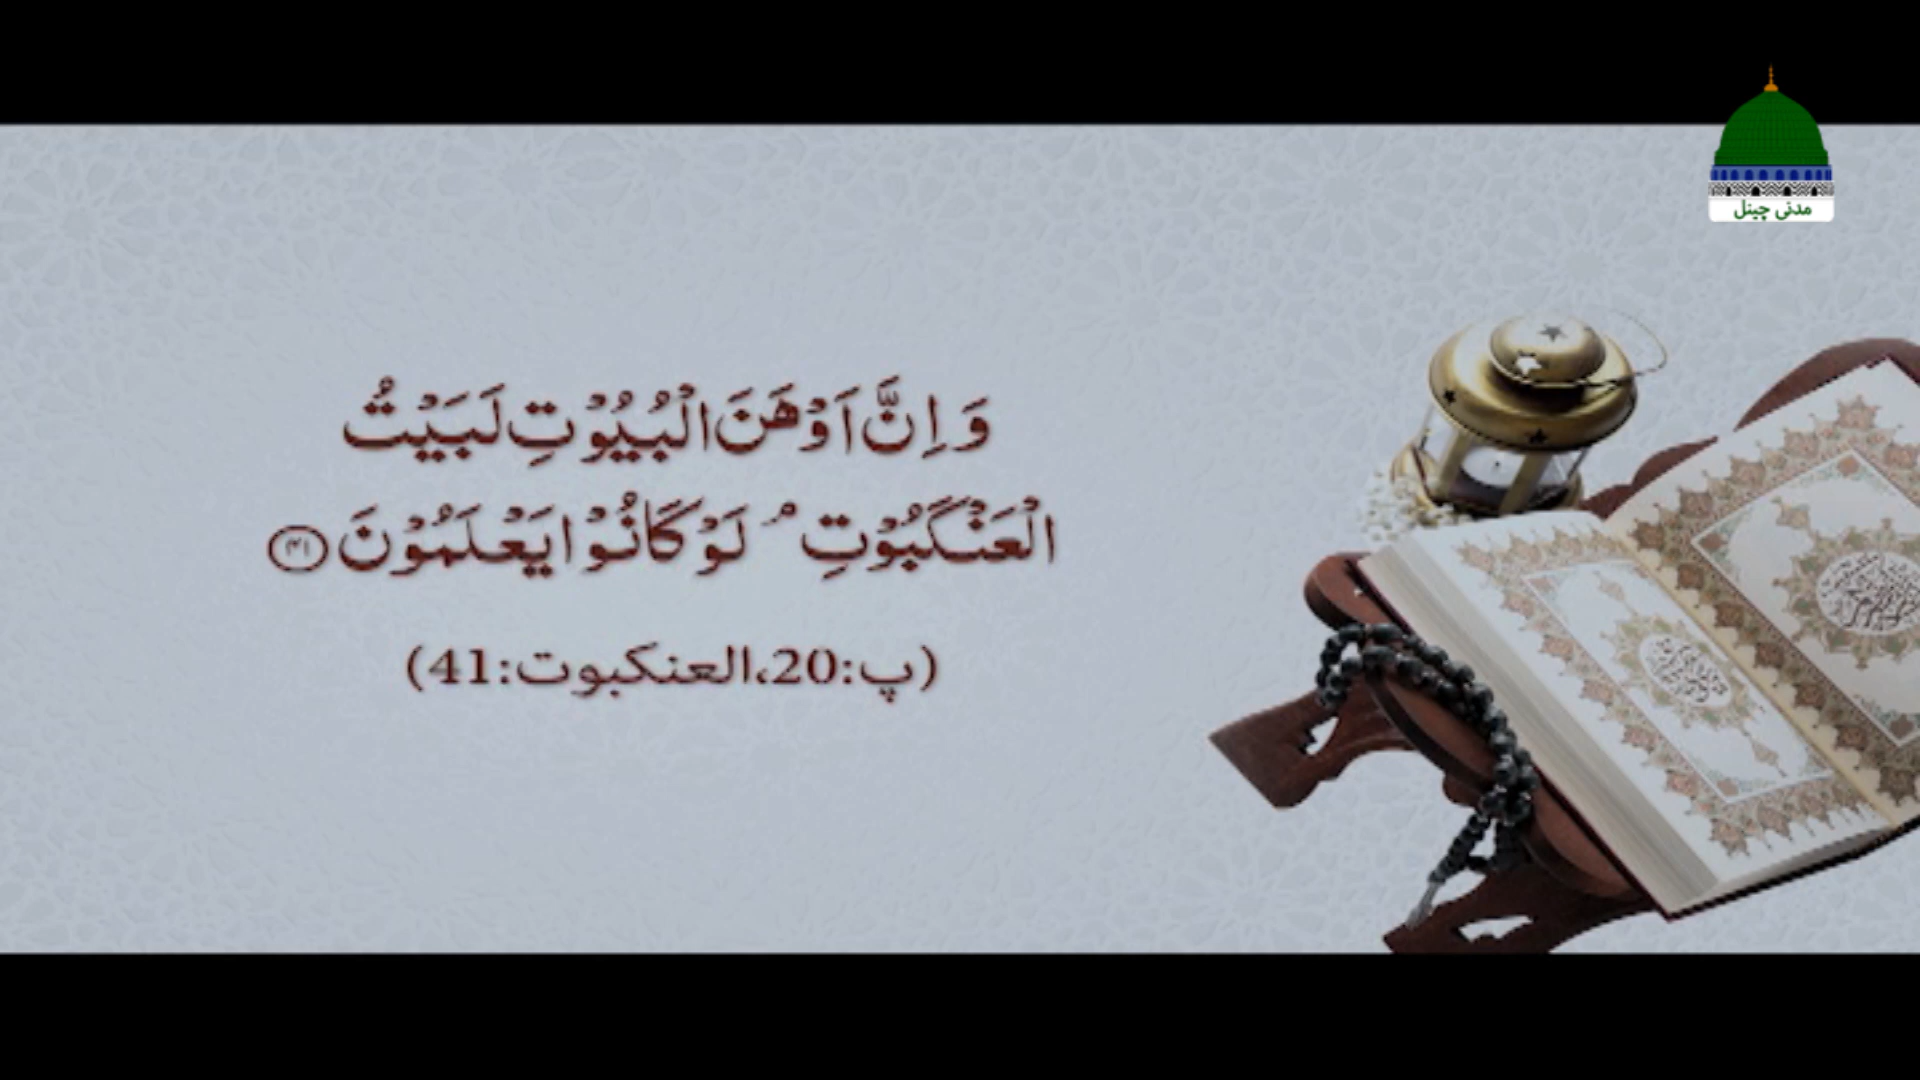 مدنی چینل
وَ اِنَّ اَوْهَنَ الْبُیُوْتِ لَبَیْتُ
الْعَنْكَبُوْتِۘ لَوْ كَانُوْا یَعْلَمُوْنَ ﴿۴۱﴾
(پ:20،العنکبوت:41)